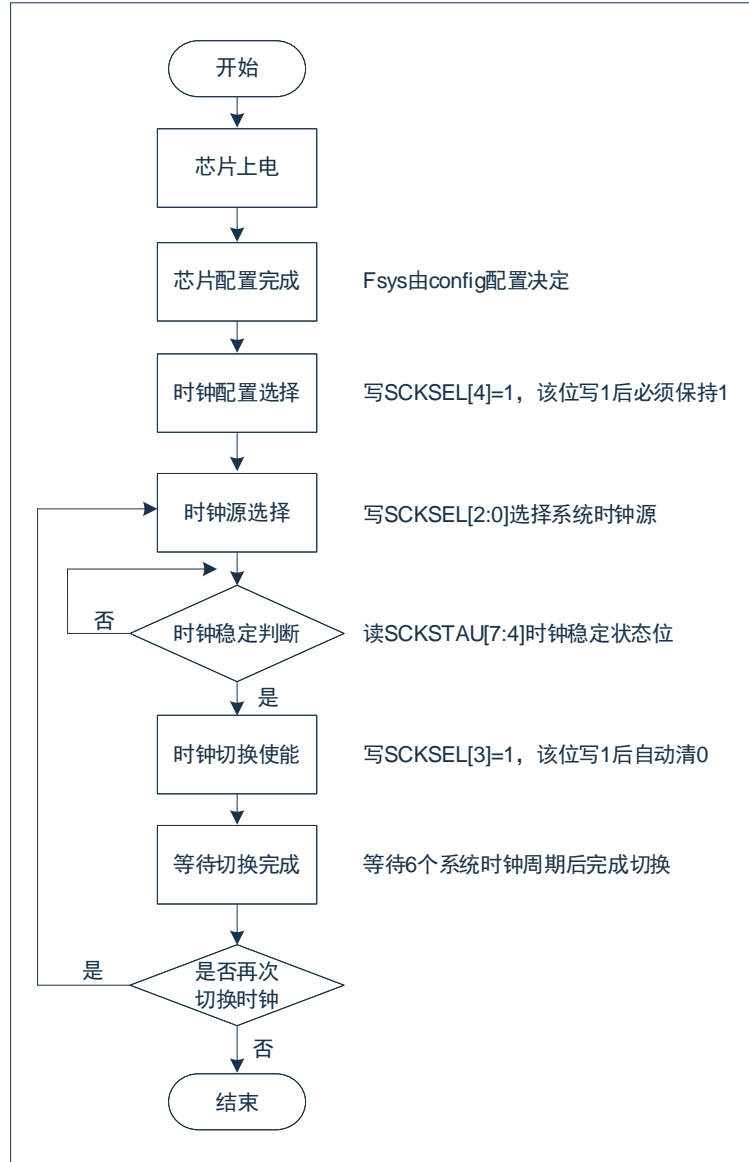 开始
芯片上电
芯片配置完成
Fsys由config配置决定
时钟配置选择
写SCKSEL[4]=1，该位写1后必须保持1
时钟源选择
写SCKSEL[2:0]选择系统时钟源
否
时钟稳定判断
读SCKSTAU[7:4]时钟稳定状态位
是
时钟切换使能
写SCKSEL[3]=1，该位写1后自动清0
等待切换完成
等待6个系统时钟周期后完成切换
是
是否再次
切换时钟
否
结束